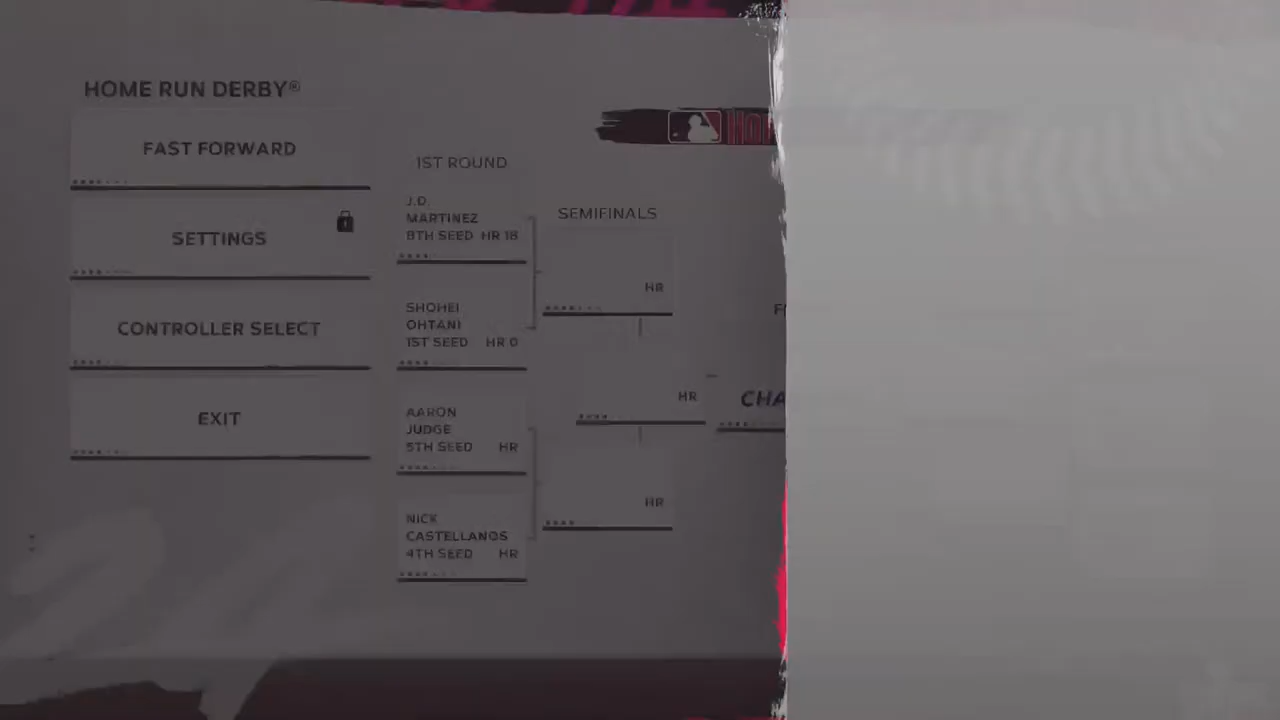 HOME RUN DERBY®
FAST FORWARD
SETTINGS
CONTROLLER SELECT
EXIT
1ST ROUND
J.D.
MARTINEZ
8TH SEED HR 18
SHOHEI
OHTANI
1ST SEED HR 0
AARON
JUDGE
5TH SEED HR
NICK
CASTELLANOS
4TH SEED HR
SEMIFINALS
HR
HR
HR